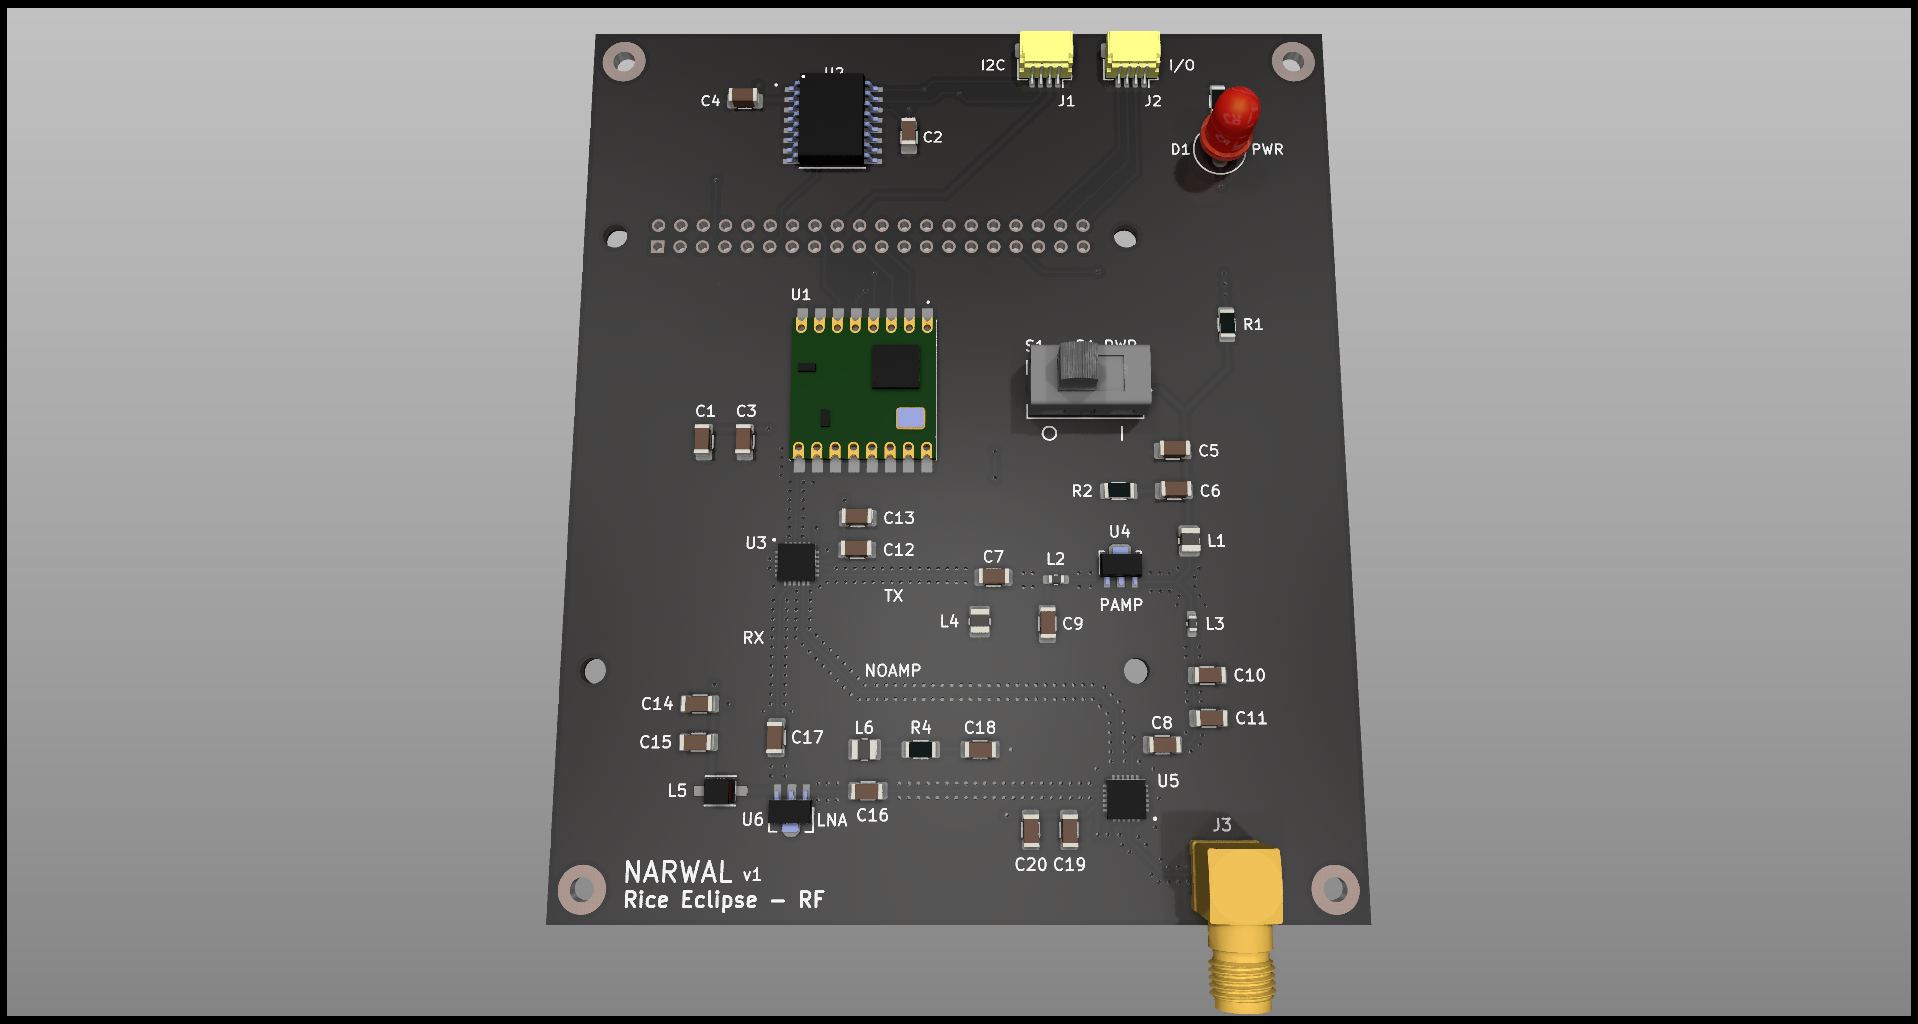 I2C
I/O
J1
J2
C4
C2
D1
PWR
U1
R1
C1
C3
C5
R2
C6
C13
U3
C12
U4
L1
C7
L2
TX
PAMP
L4
C9
L3
RX
NOAMP
C10
C14
C11
C15
C17
L6
R4
C18
C8
L5
U5
U6
LNA
C16
J3
C20
C19
NARWAL v1
Rice Eclipse - RF